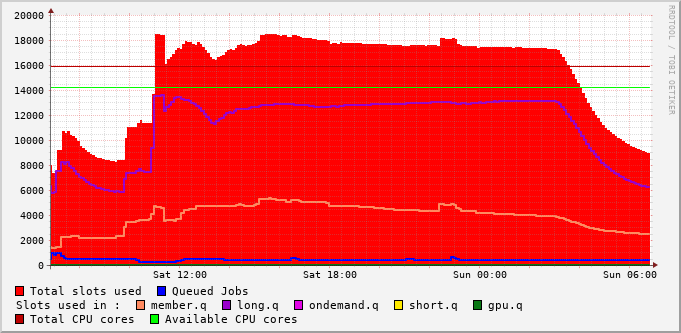 20000
18000
16000
14000
12000
10000
8000
6000
4000
2000
0
Sat 12:00 Sat 18:00 Sun 00:00 Sun 06:00
RRDTOOL / TOBI OETIKER
Total slots used Queued Jobs
Slots used in : member.q long.q ondemand.q short.q gpu.q
Total CPU cores Available CPU cores